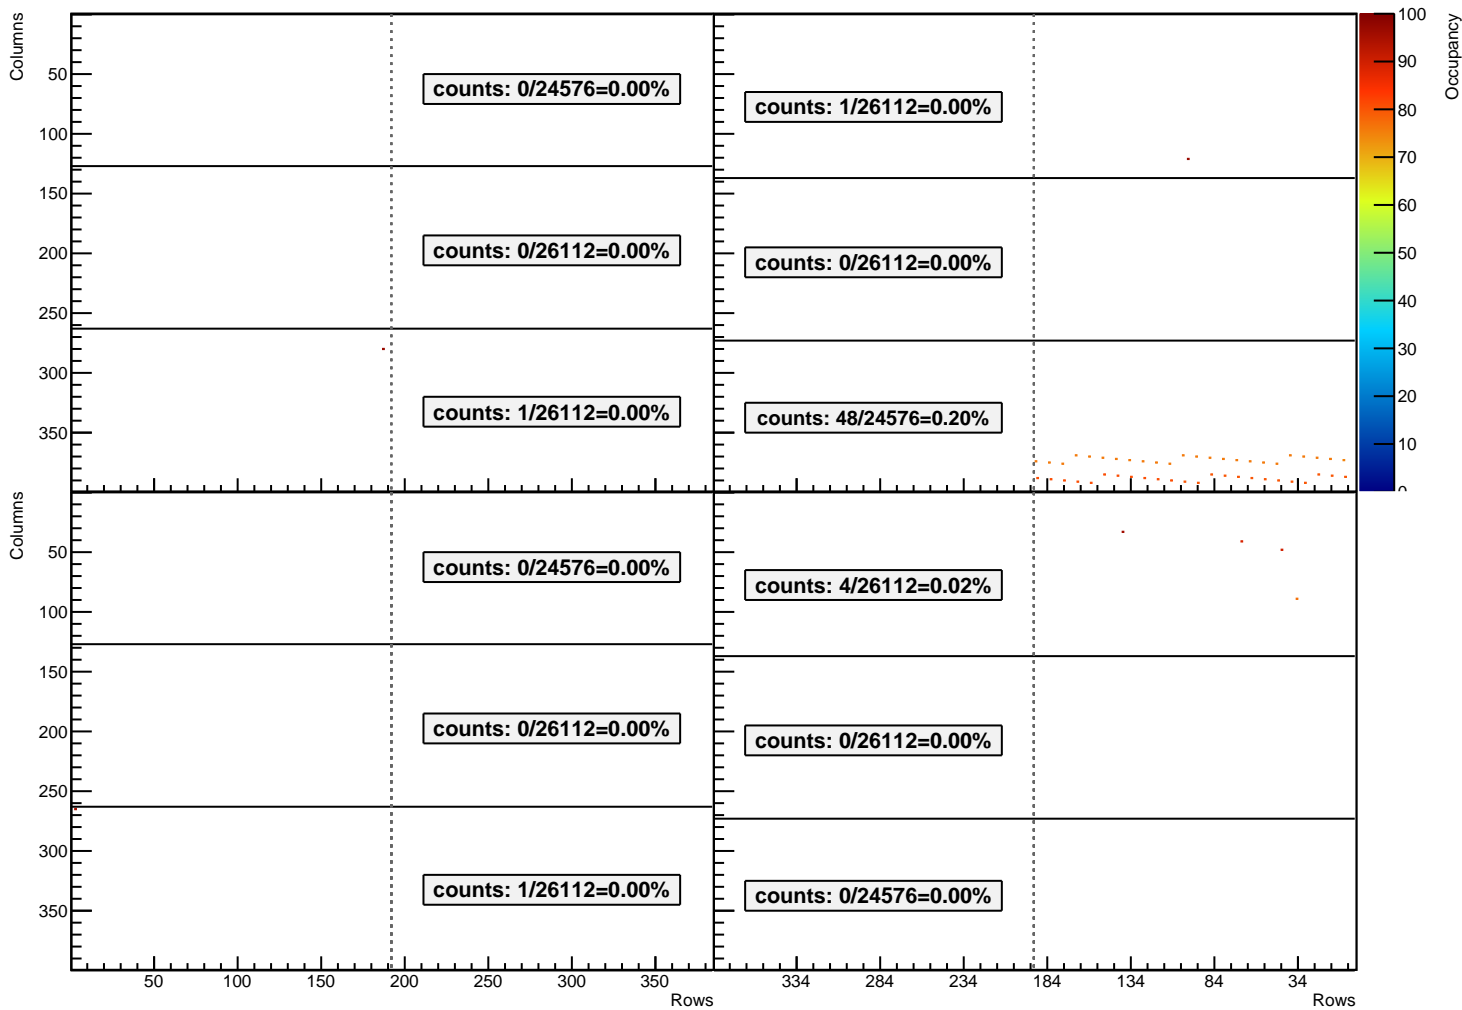 Columns
50
100
150
200
250
300
350
counts: 0/24576=0.00%
counts: 0/26112=0.00%
counts: 1/26112=0.00%
counts: 1/26112=0.00%
counts: 0/26112=0.00%
counts: 48/24576=0.20%
100
90
80
70
60
50
40
30
20
10
0
Occupancy
Columns
50
100
150
200
250
300
350
counts: 0/24576=0.00%
counts: 0/26112=0.00%
counts: 1/26112=0.00%
counts: 4/26112=0.02%
counts: 0/26112=0.00%
counts: 0/24576=0.00%
50 100 150 200 250 300 350
Rows
334 284 234 184 134 84 34
Rows